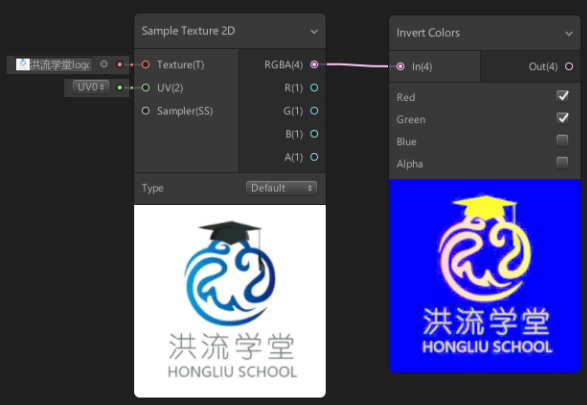 Sample Texture 2D
洪流学堂logo
Texture(T)
RGBA(4)
UV0
UV(2)
R(1)
Sampler(SS)
G(1)
B(1)
A(1)
Type
Default
洪流学堂
HONGLIU SCHOOL
Invert Colors
In(4)
Out(4)
Red
Green
Blue
Alpha
洪流学堂
HONGLIU SCHOOL